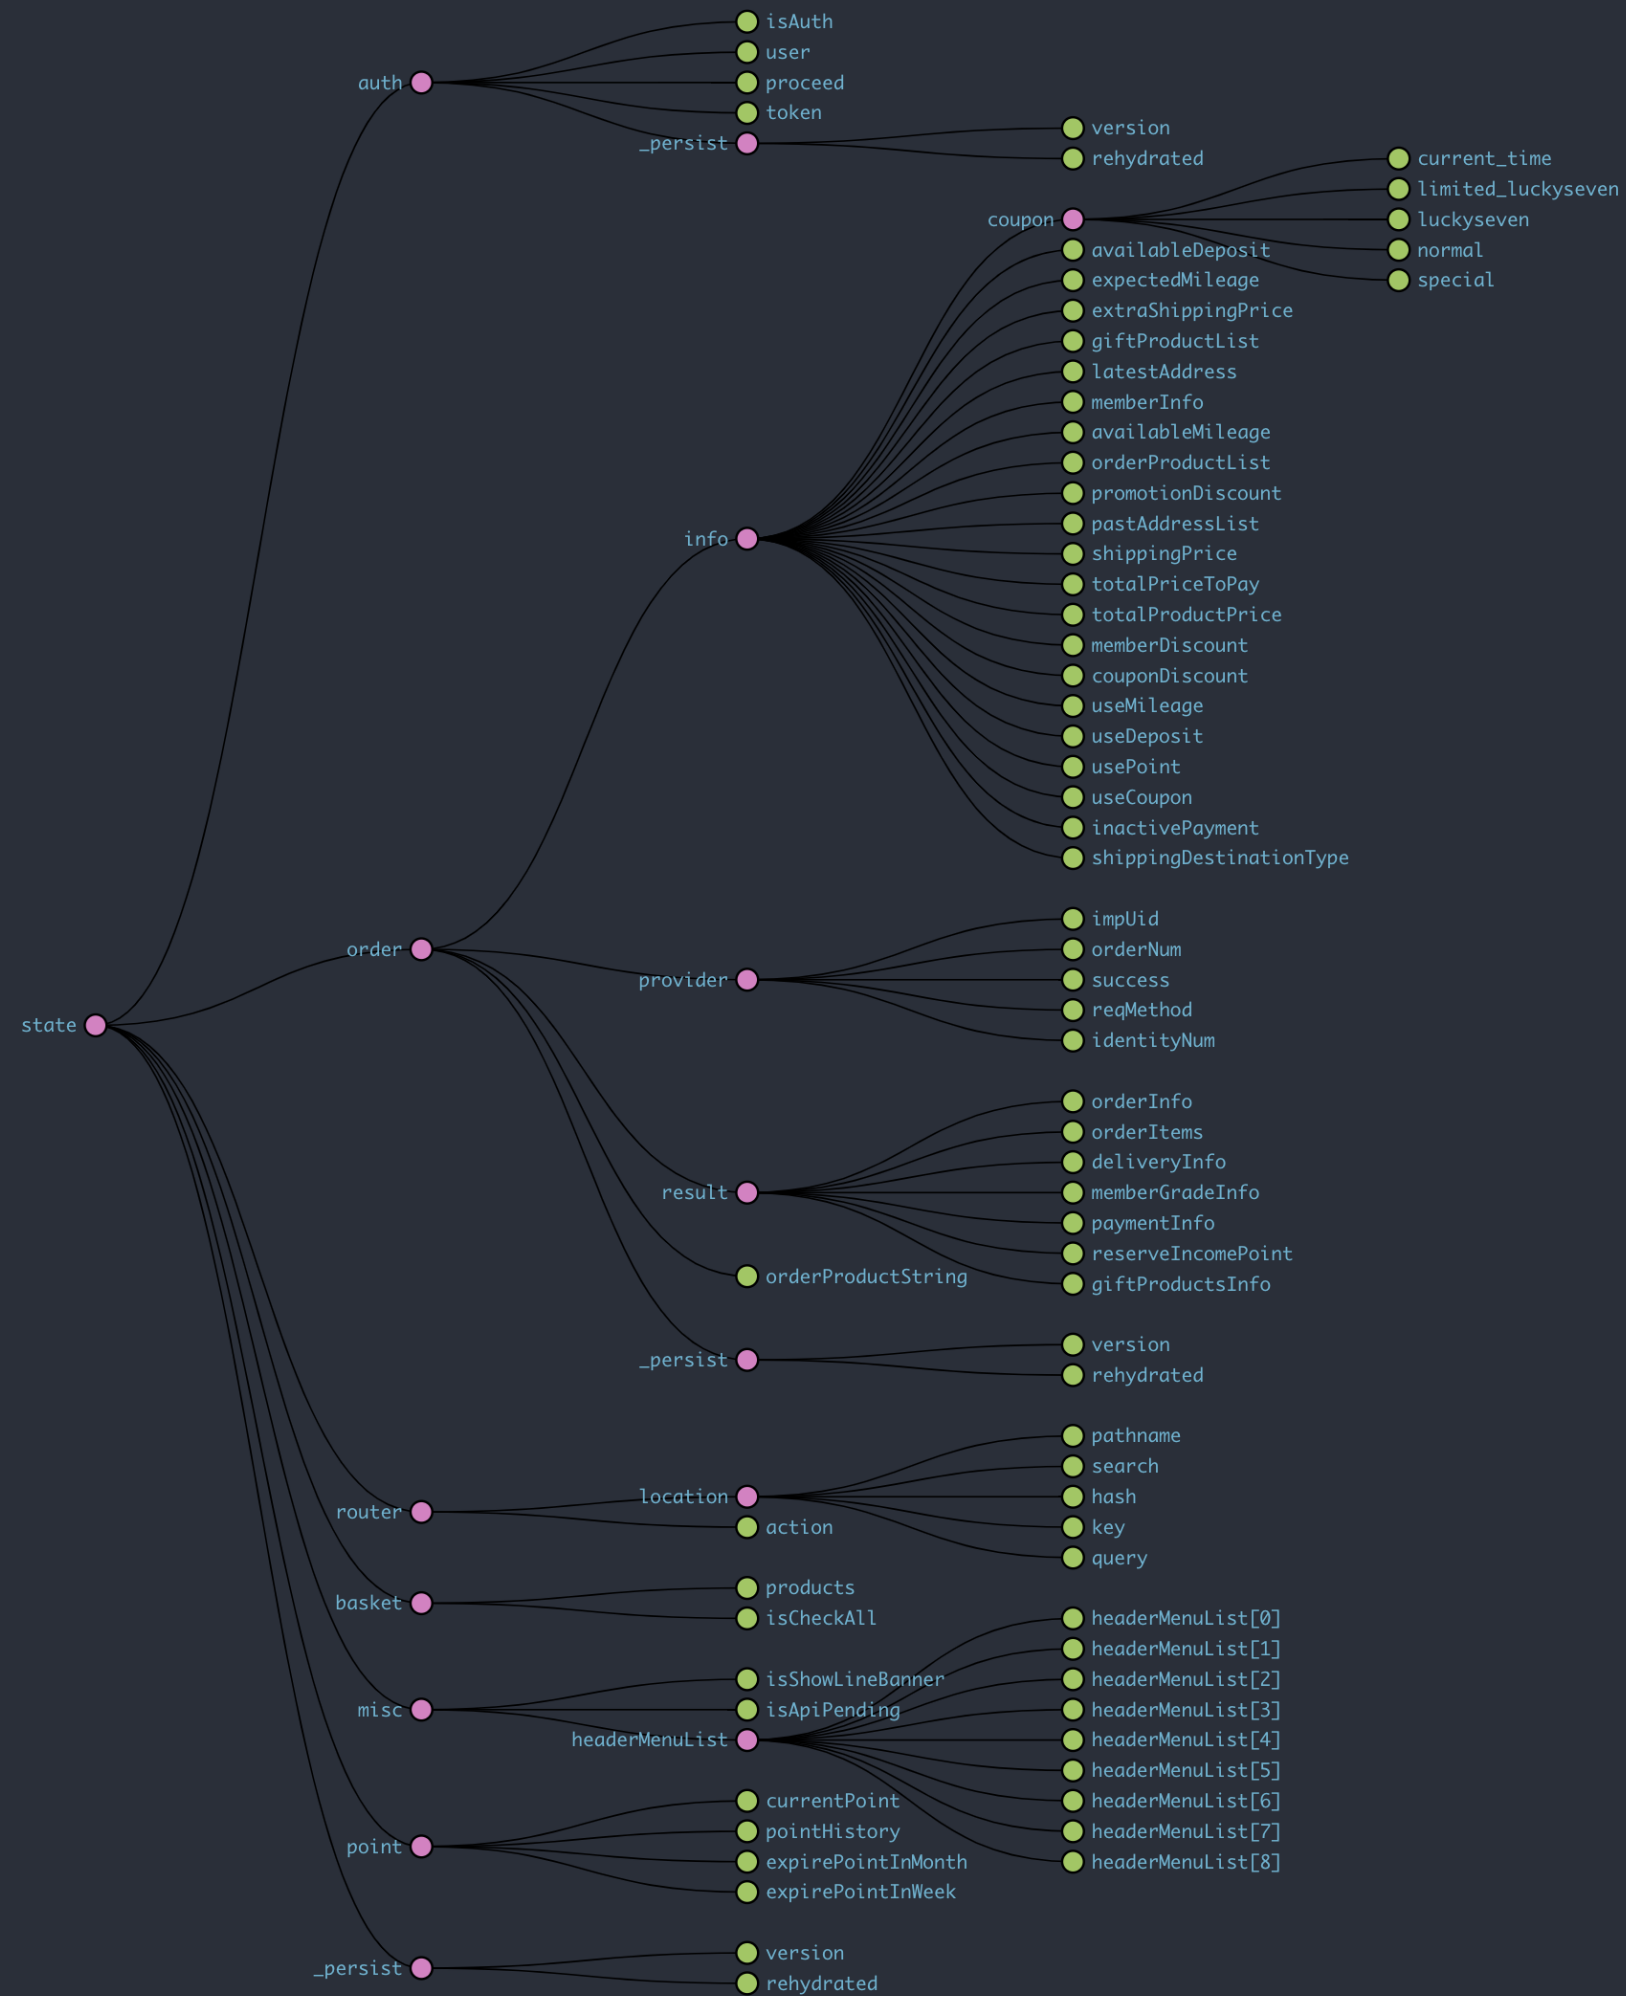 state
auth
isAuth
user
proceed
token
_persist
version
rehydrated
order
info
coupon
current_time
limited_luckyseven
luckyseven
normal
special
availableDeposit
expectedMileage
extraShippingPrice
giftProductList
latestAddress
memberInfo
availableMileage
orderProductList
promotionDiscount
pastAddressList
shippingPrice
totalPriceToPay
totalProductPrice
memberDiscount
couponDiscount
useMileage
useDeposit
usePoint
useCoupon
inactivePayment
shippingDestinationType
provider
impUid
orderNum
success
reqMethod
identityNum
result
orderInfo
orderItems
deliveryInfo
memberGradeInfo
paymentInfo
reserveIncomePoint
giftProductsInfo
orderProductString
_persist
version
rehydrated
router
location
pathname
search
hash
key
query
action
basket
products
isCheckAll
misc
isShowLineBanner
isApiPending
headerMenuList
headerMenuList[0]
headerMenuList[1]
headerMenuList[2]
headerMenuList[3]
headerMenuList[4]
headerMenuList[5]
headerMenuList[6]
headerMenuList[7]
headerMenuList[8]
point
currentPoint
pointHistory
expirePointInMonth
expirePointInWeek
_persist
version
rehydrated